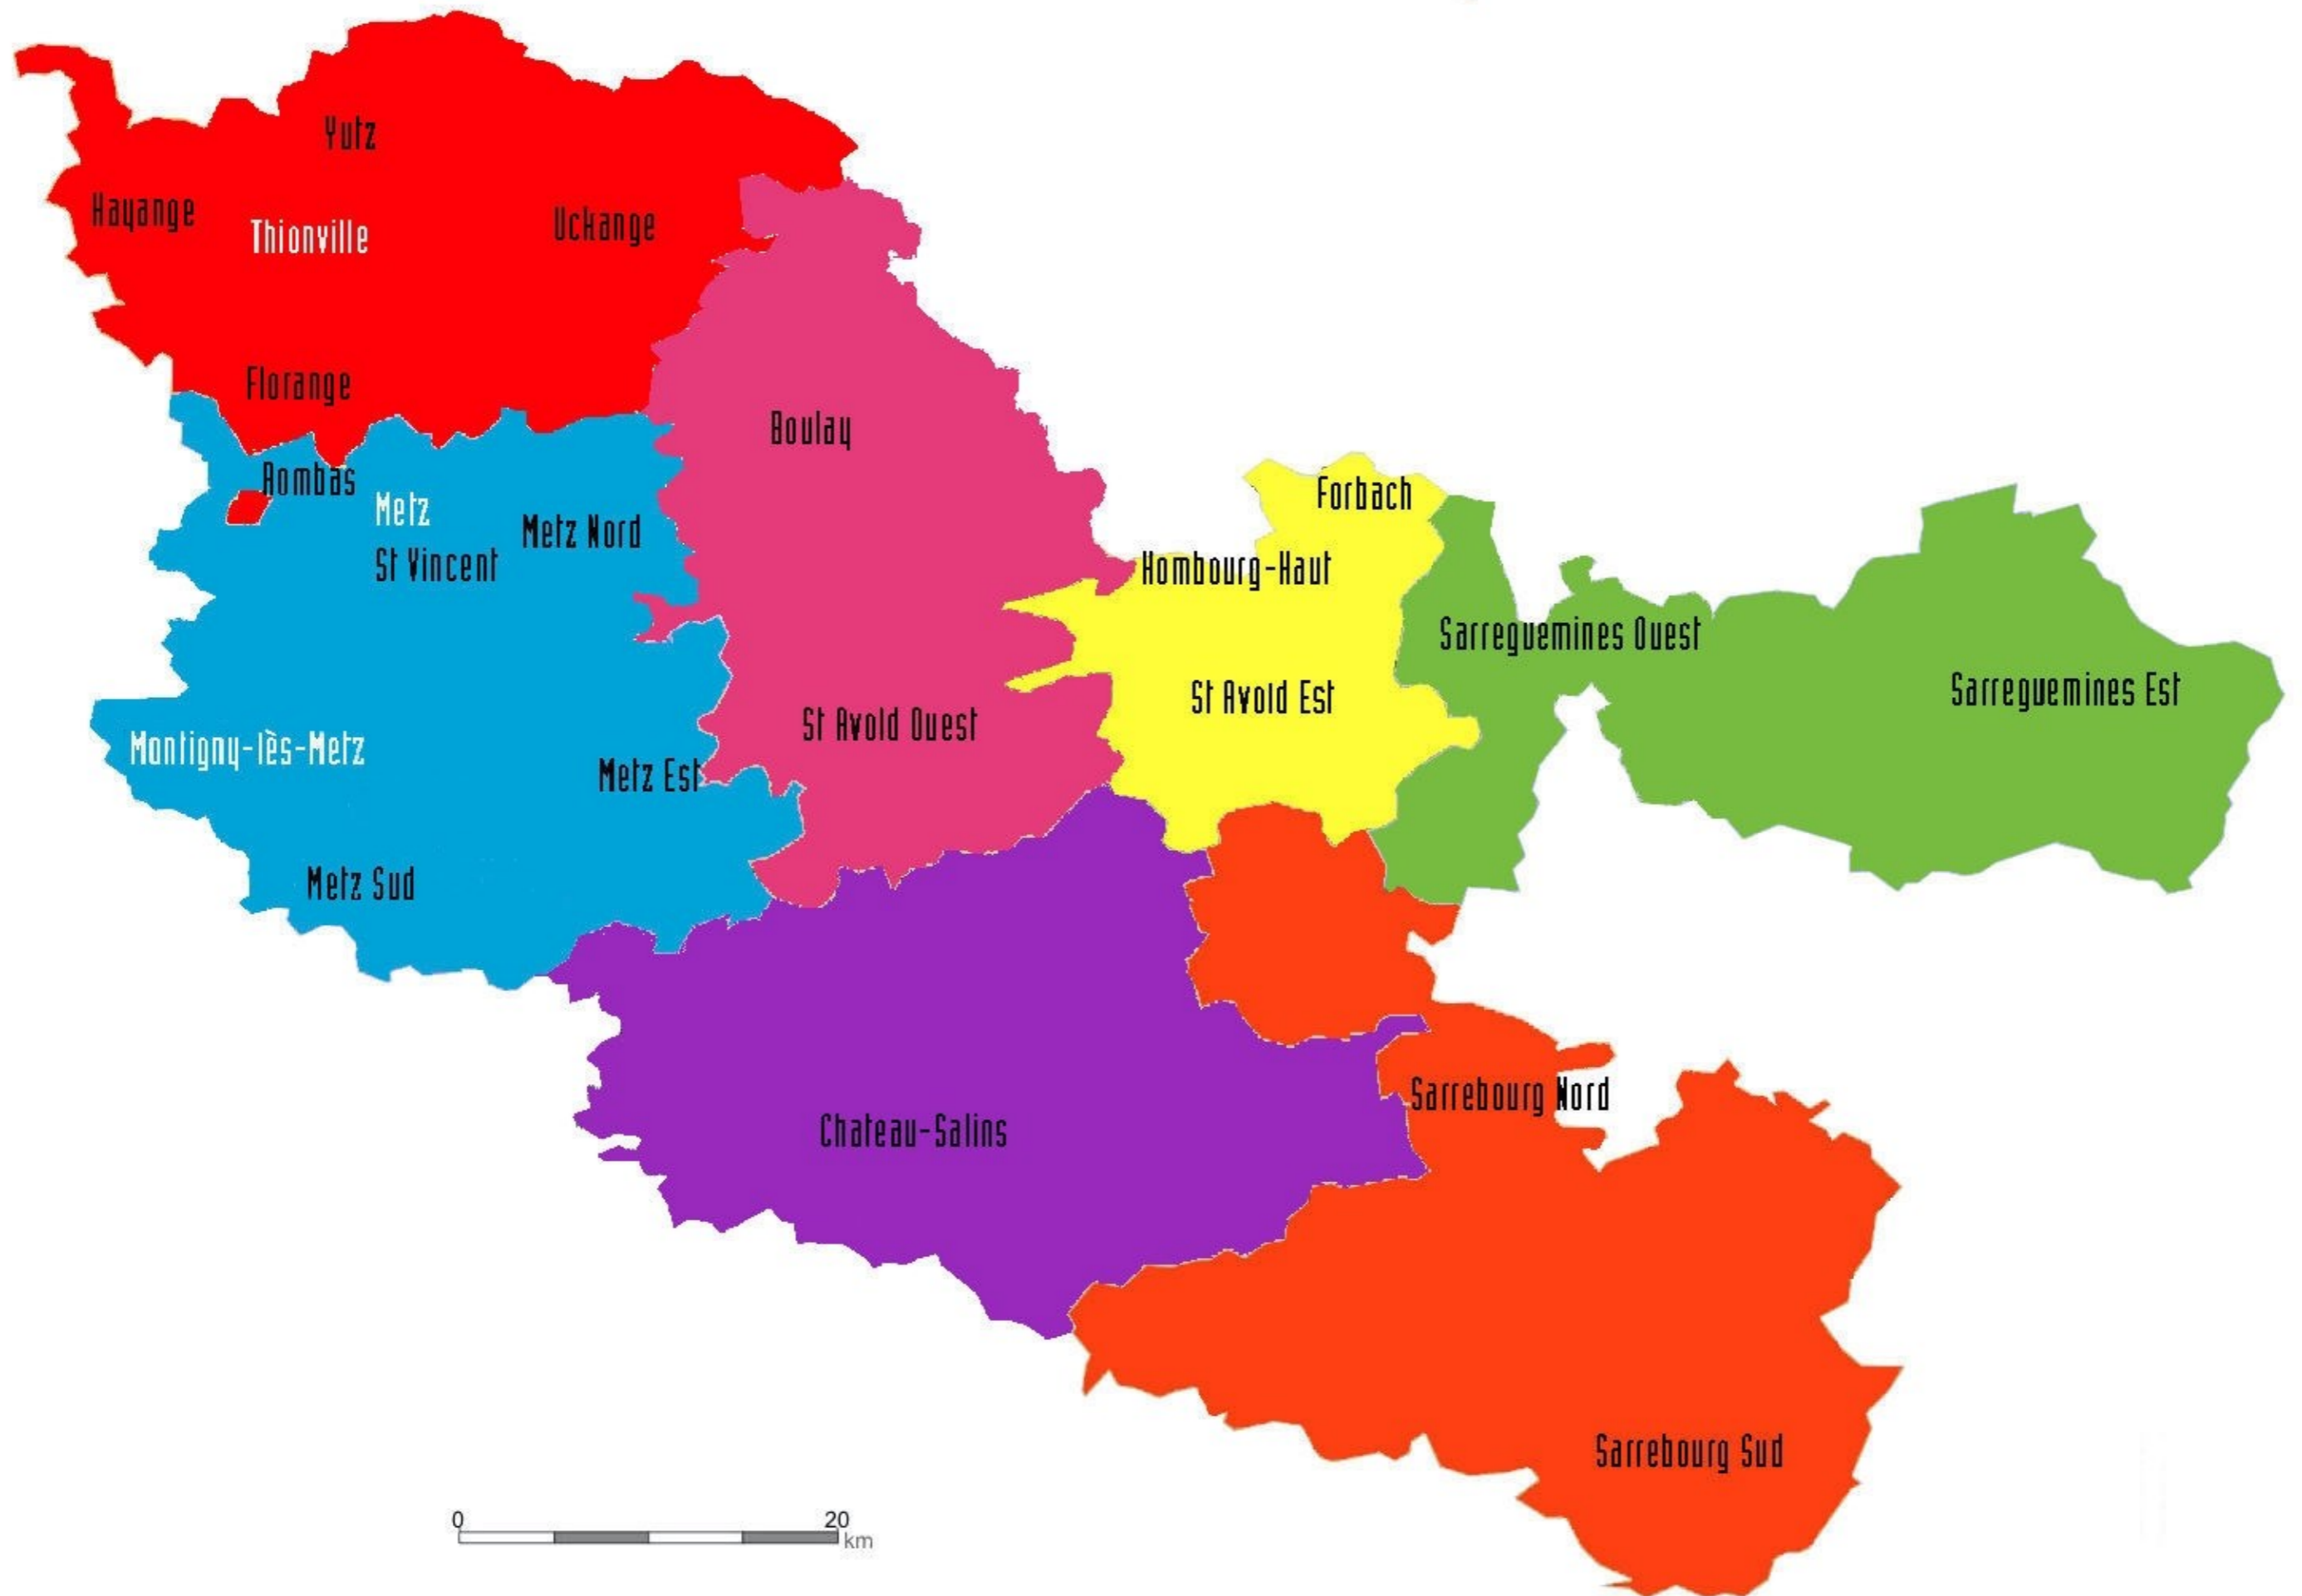 Yutz
Hayange
Thionville
Uckange
Florange
Boulay
Rombas
Metz
St Vincent
Metz Nord
Forbach
Hombourg-Haut
Sarreguemines Ouest
Sarreguemines Est
St Avold Est
St Avold Ouest
Montigny-lès-Metz
Metz Est
Metz Sud
Chateau-Salins
Sarrebourg Nord
Sarrebourg Sud
0 20
km